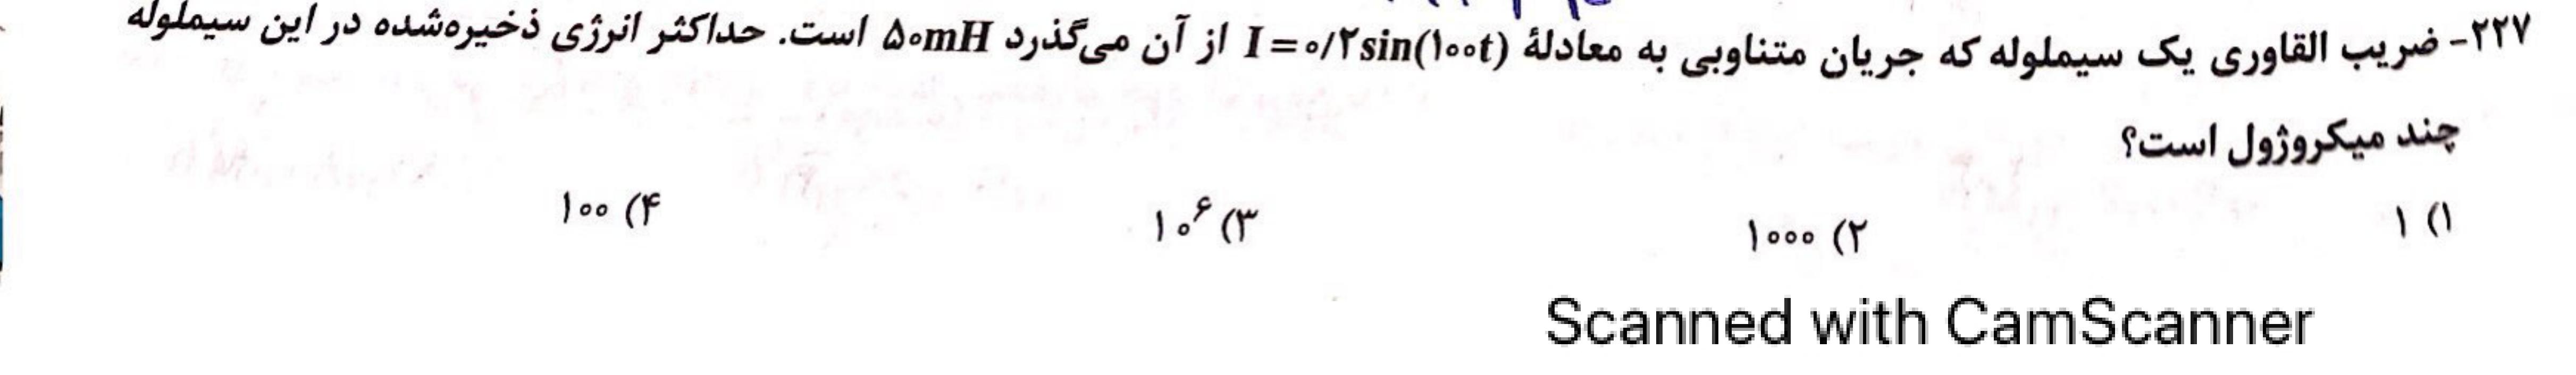 ۲۲۷- ضریب القاوری یک سیملوله که جریان متناوبی به معادلهٔ I=۰/۲sin(۱۰۰t) از آن می‌گذرد ۵۰mH است. حداکثر انرژی ذخیره‌شده در این سیملوله
چند میکروژول است؟
۱) ۱ ۲) ۱۰۰۰ ۳) ۱۰⁶ ۴) ۱۰۰
Scanned with CamScanner